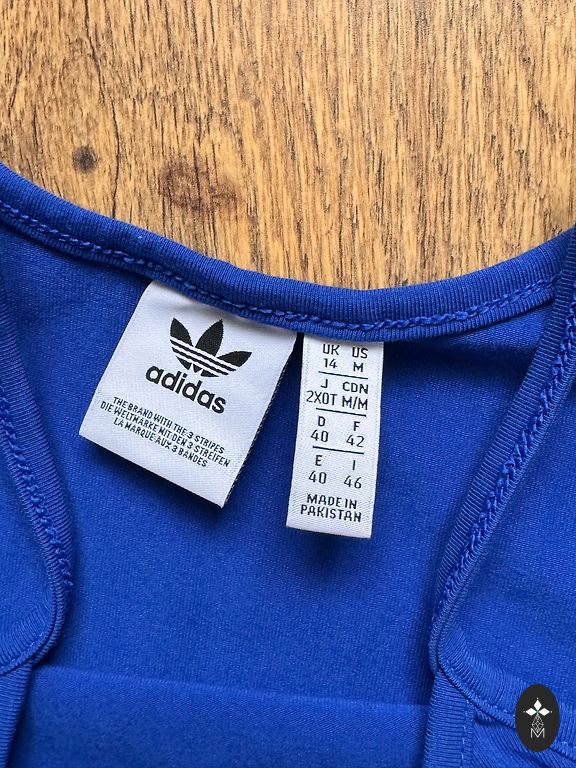 adidas
THE BRAND WITH THE 3 STRIPES
DIE WELTMARKE MIT DEN 3 STREIFEN
LA MARQUE AUX 3 BANDES
UK US
14 M
J CDN
2XOT M/M
D F
40 42
E I
40 46
MADE IN
PAKISTAN
M